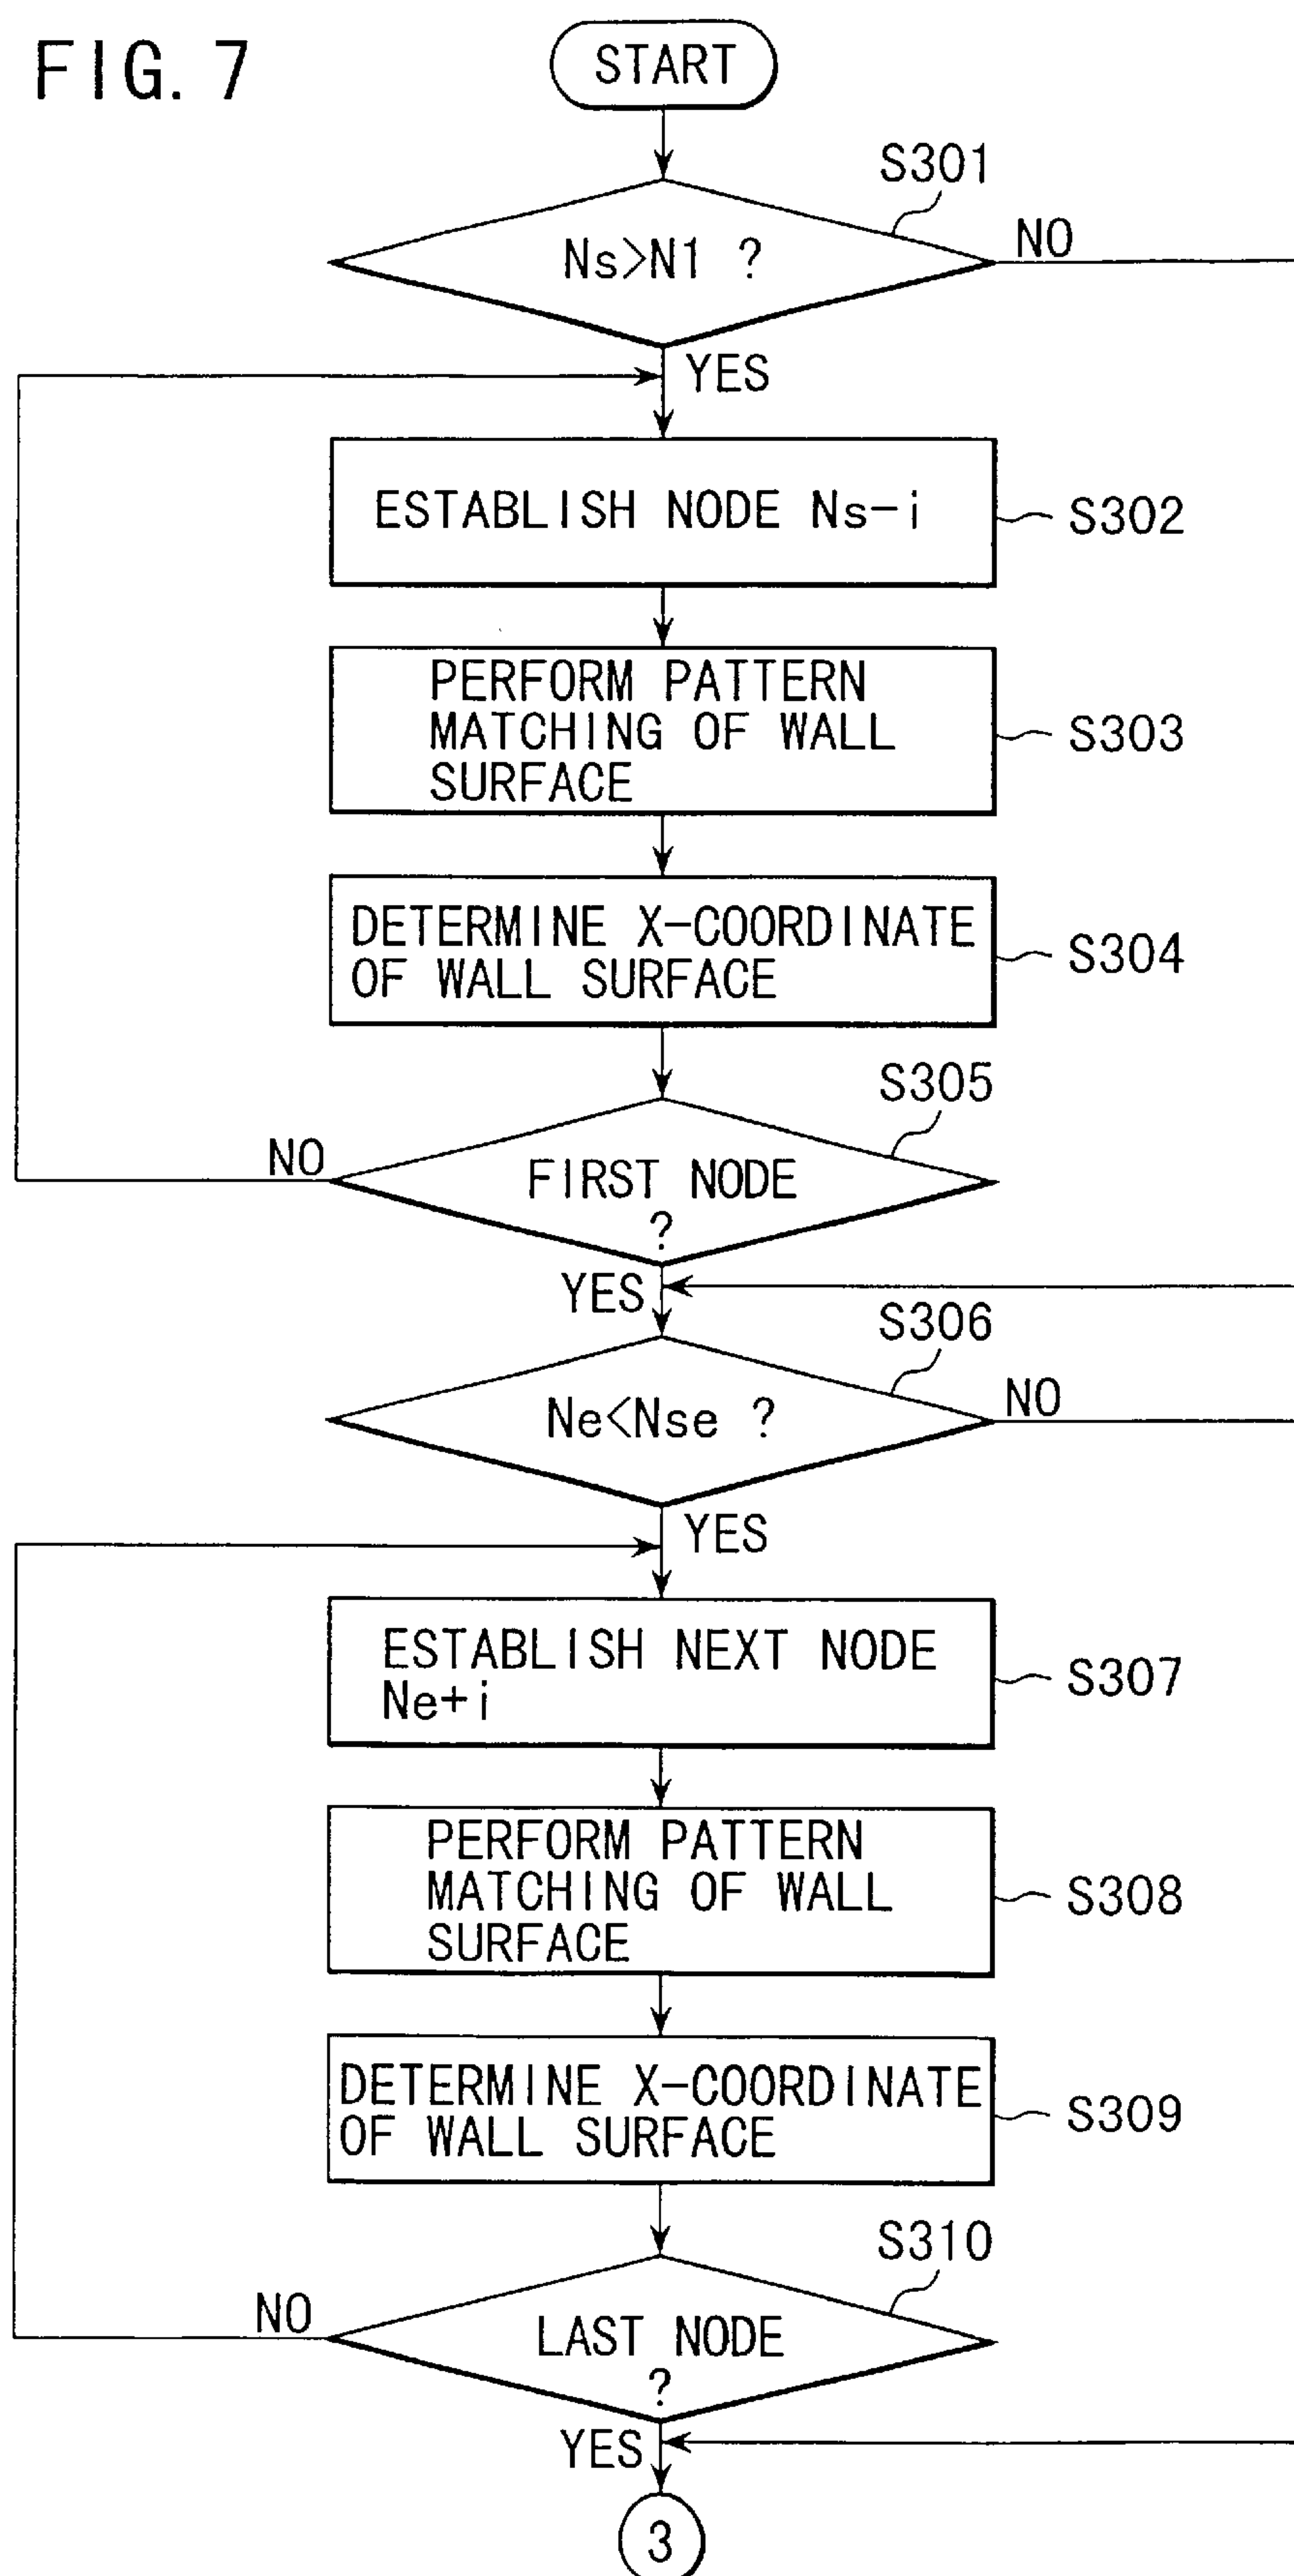 FIG. 7
START
S301
Ns>N1 ?
NO
YES
ESTABLISH NODE Ns-i
S302
PERFORM PATTERN
MATCHING OF WALL
SURFACE
S303
DETERMINE X-COORDINATE
OF WALL SURFACE
S304
S305
NO
FIRST NODE
?
YES
S306
Ne<Nse ?
NO
YES
ESTABLISH NEXT NODE
Ne+i
S307
PERFORM PATTERN
MATCHING OF WALL
SURFACE
S308
DETERMINE X-COORDINATE
OF WALL SURFACE
S309
S310
NO
LAST NODE
?
YES
3